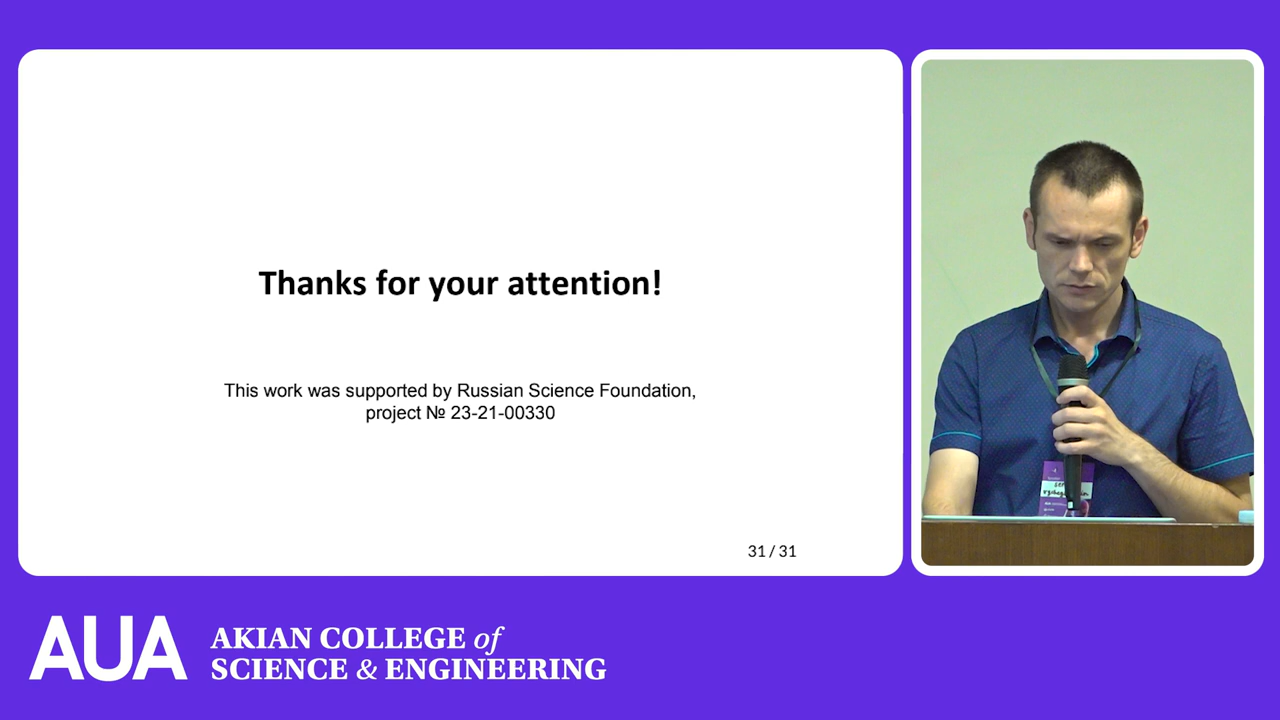 Thanks for your attention!
This work was supported by Russian Science Foundation,
project № 23-21-00330
31 / 31
AUA
AKIAN COLLEGE of
SCIENCE & ENGINEERING